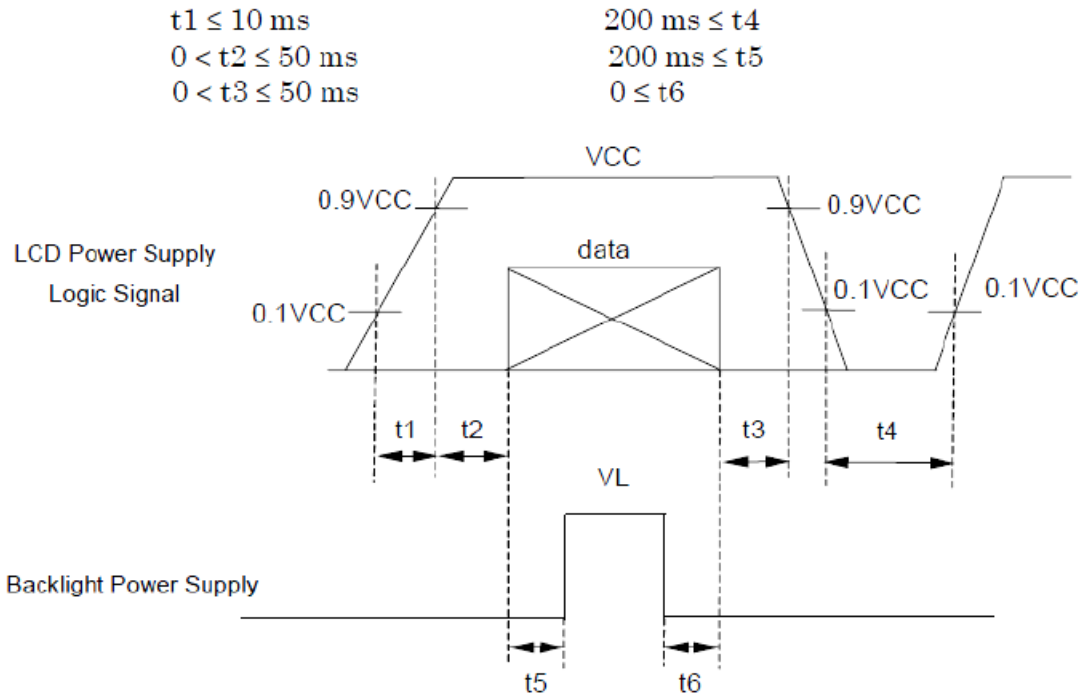 t1 ≤ 10 ms 200 ms ≤ t4
0 < t2 ≤ 50 ms 200 ms ≤ t5
0 < t3 ≤ 50 ms 0 ≤ t6
VCC
0.9VCC 0.9VCC
LCD Power Supply
Logic Signal
data
0.1VCC 0.1VCC 0.1VCC
t1 t2 t3 t4
VL
Backlight Power Supply
t5 t6